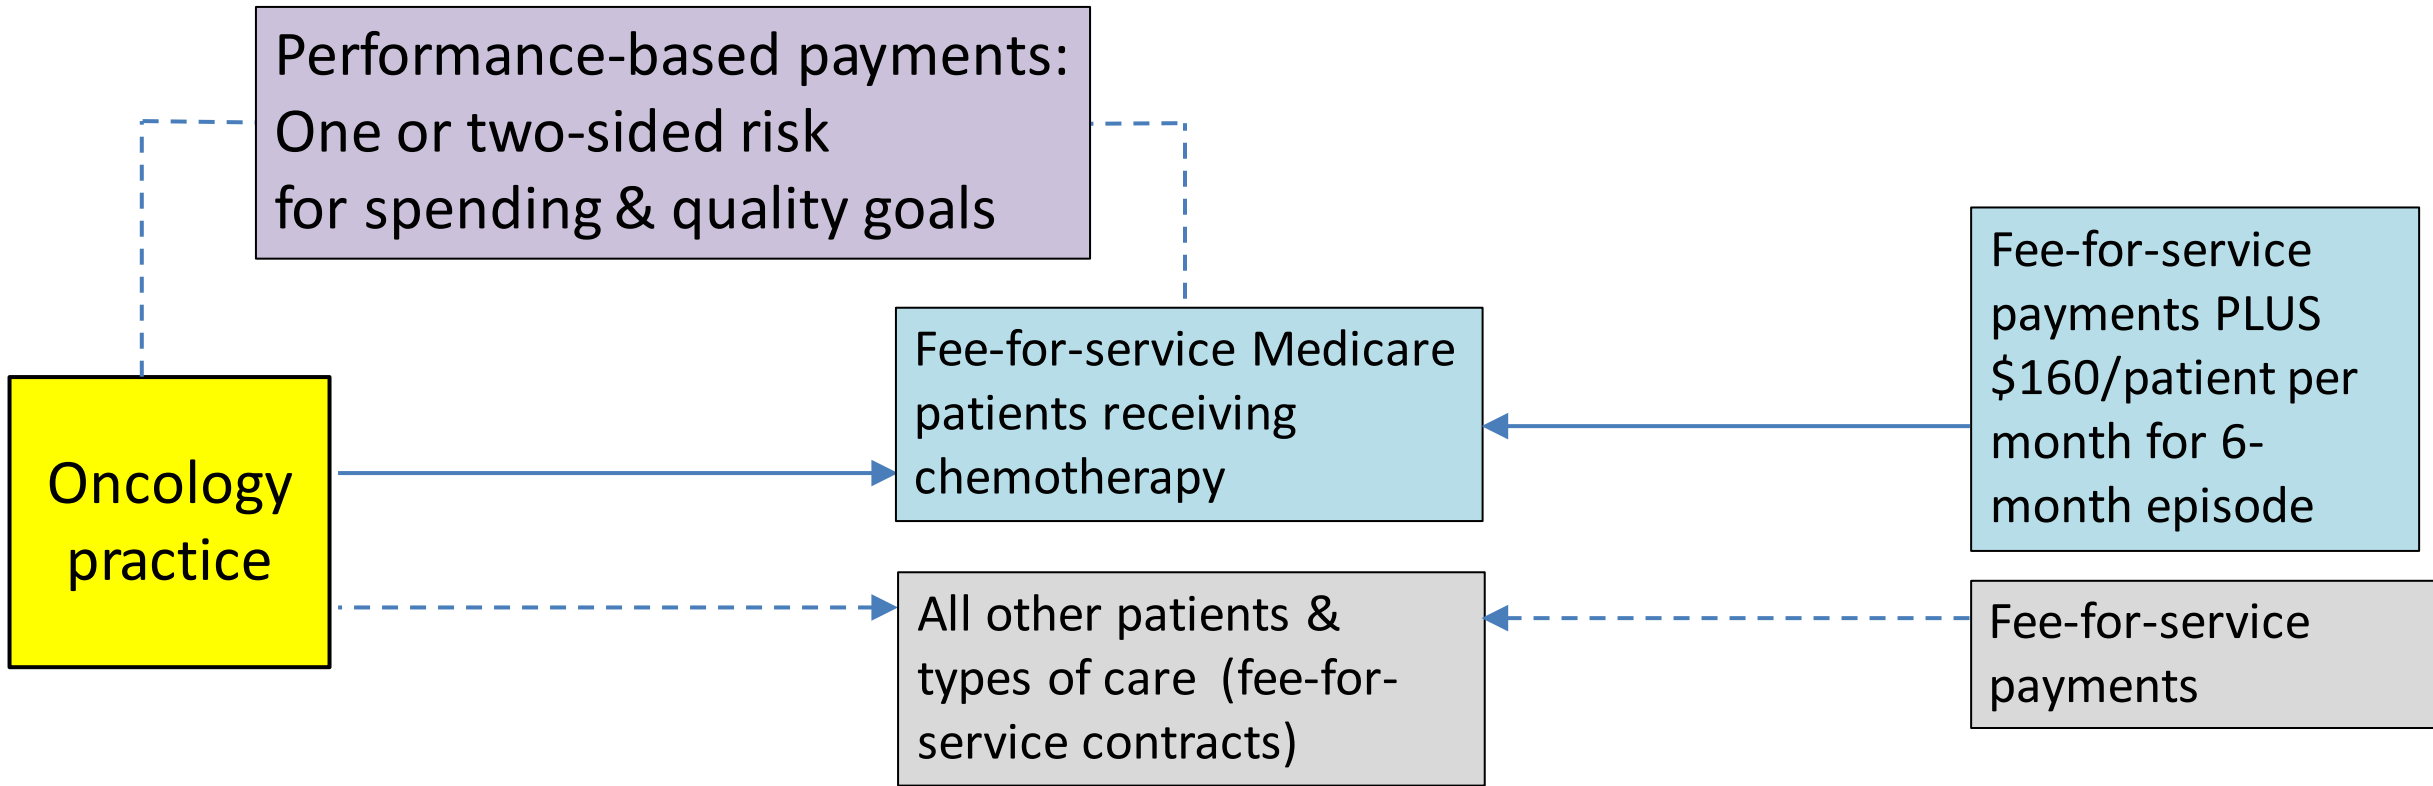 Performance-based payments:
One or two-sided risk
for spending & quality goals
Oncology
practice
Fee-for-service Medicare
patients receiving
chemotherapy
Fee-for-service
payments PLUS
$160/patient per
month for 6-
month episode
All other patients &
types of care  (fee-for-
service contracts)
Fee-for-service
payments